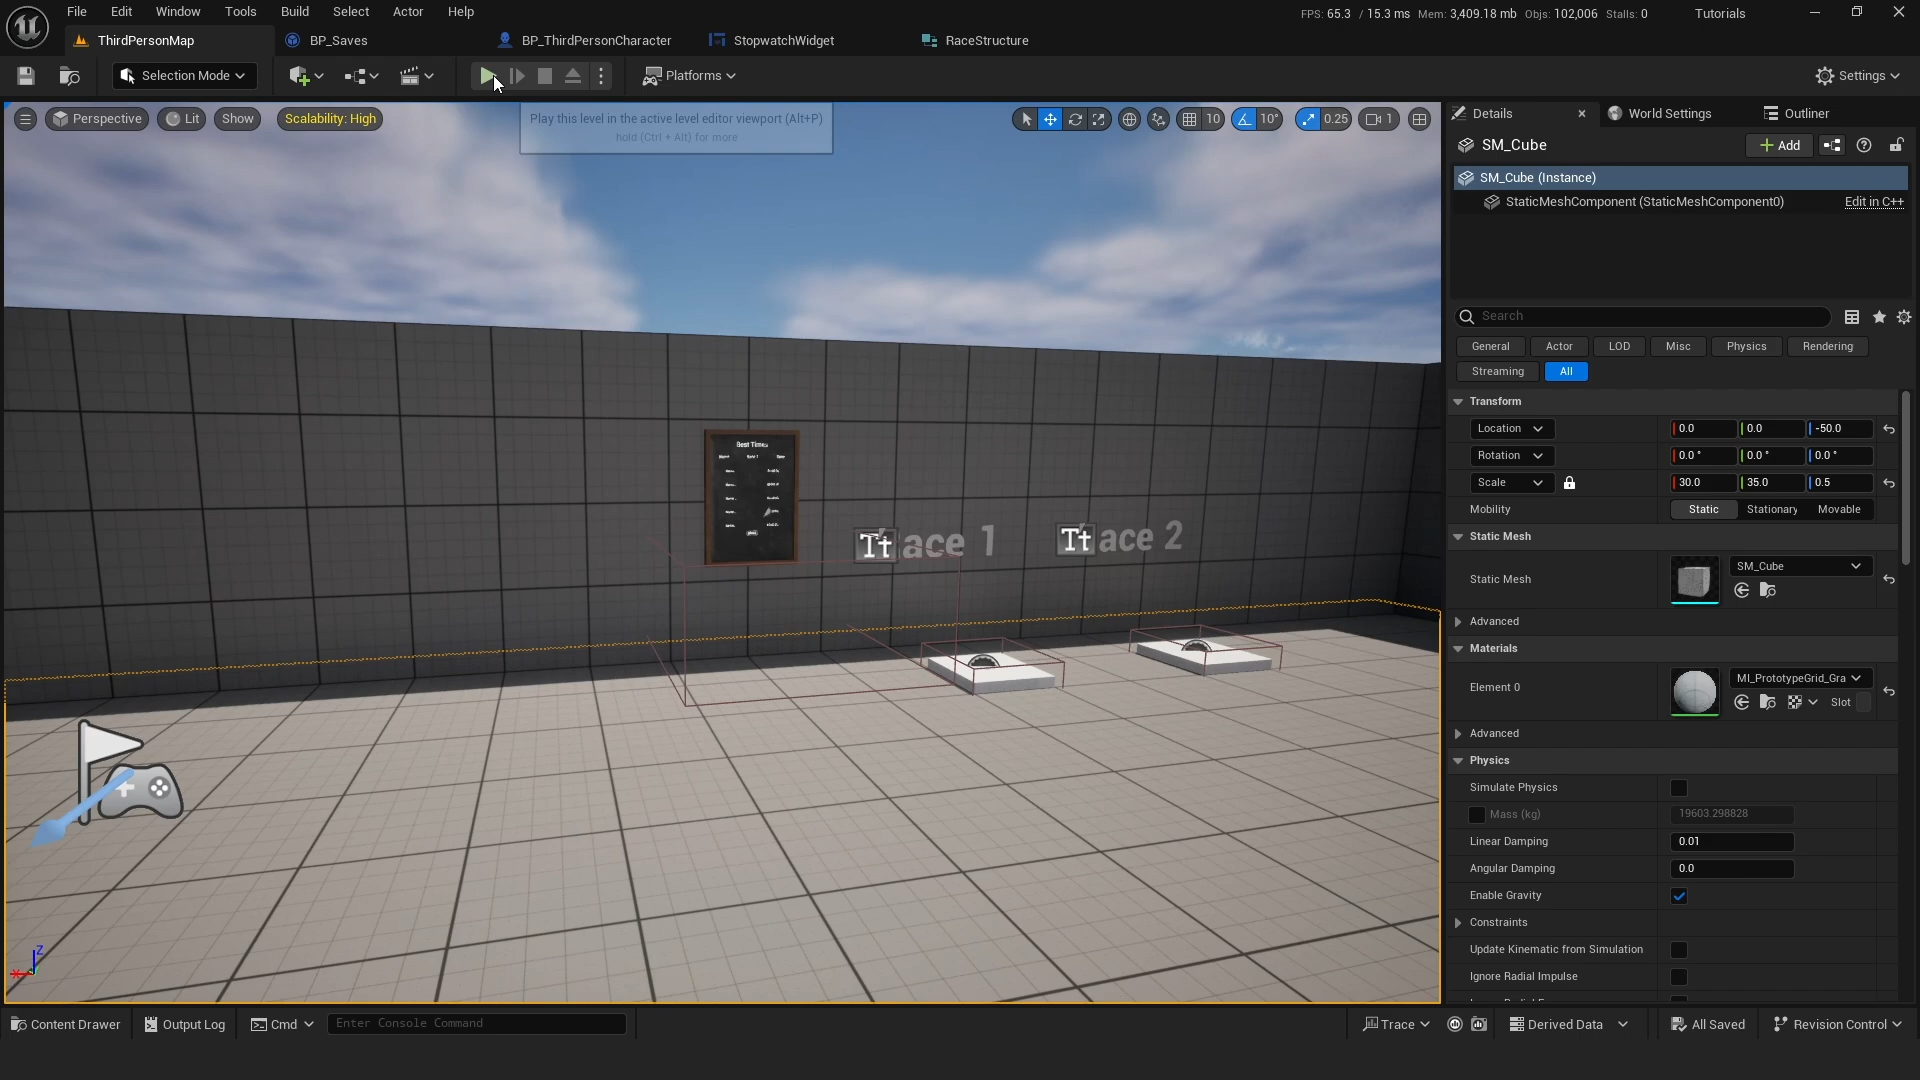 File Edit Window Tools Build Select Actor Help
FPS: 65.3 / 15.3 ms Mem: 3,409.18 mb Objs: 102,006 Stalls: 0
Tutorials
ThirdPersonMap
BP_Saves
BP_ThirdPersonCharacter
StopwatchWidget
RaceStructure
Selection Mode
Platforms
Settings
Perspective
Lit
Show
Scalability: High
Play this level in the active level editor viewport (Alt+P)
hold (Ctrl + Alt) for more
10
10°
0.25
1
Best Times
Tt ace 1
Tt ace 2
Z
X
Details
World Settings
Outliner
SM_Cube
Add
SM_Cube (Instance)
StaticMeshComponent (StaticMeshComponent0)
Edit in C++
Search
General Actor LOD Misc Physics Rendering
Streaming All
Transform
Location 0.0 0.0 -50.0
Rotation 0.0 ° 0.0 ° 0.0 °
Scale 30.0 35.0 0.5
Mobility Static Stationary Movable
Static Mesh
Static Mesh SM_Cube
Advanced
Materials
Element 0 MI_PrototypeGrid_Gra
Slot
Advanced
Physics
Simulate Physics
Mass (kg) 19603.298828
Linear Damping 0.01
Angular Damping 0.0
Enable Gravity
Constraints
Update Kinematic from Simulation
Ignore Radial Impulse
Content Drawer
Output Log
Cmd
Enter Console Command
Trace
Derived Data
All Saved
Revision Control